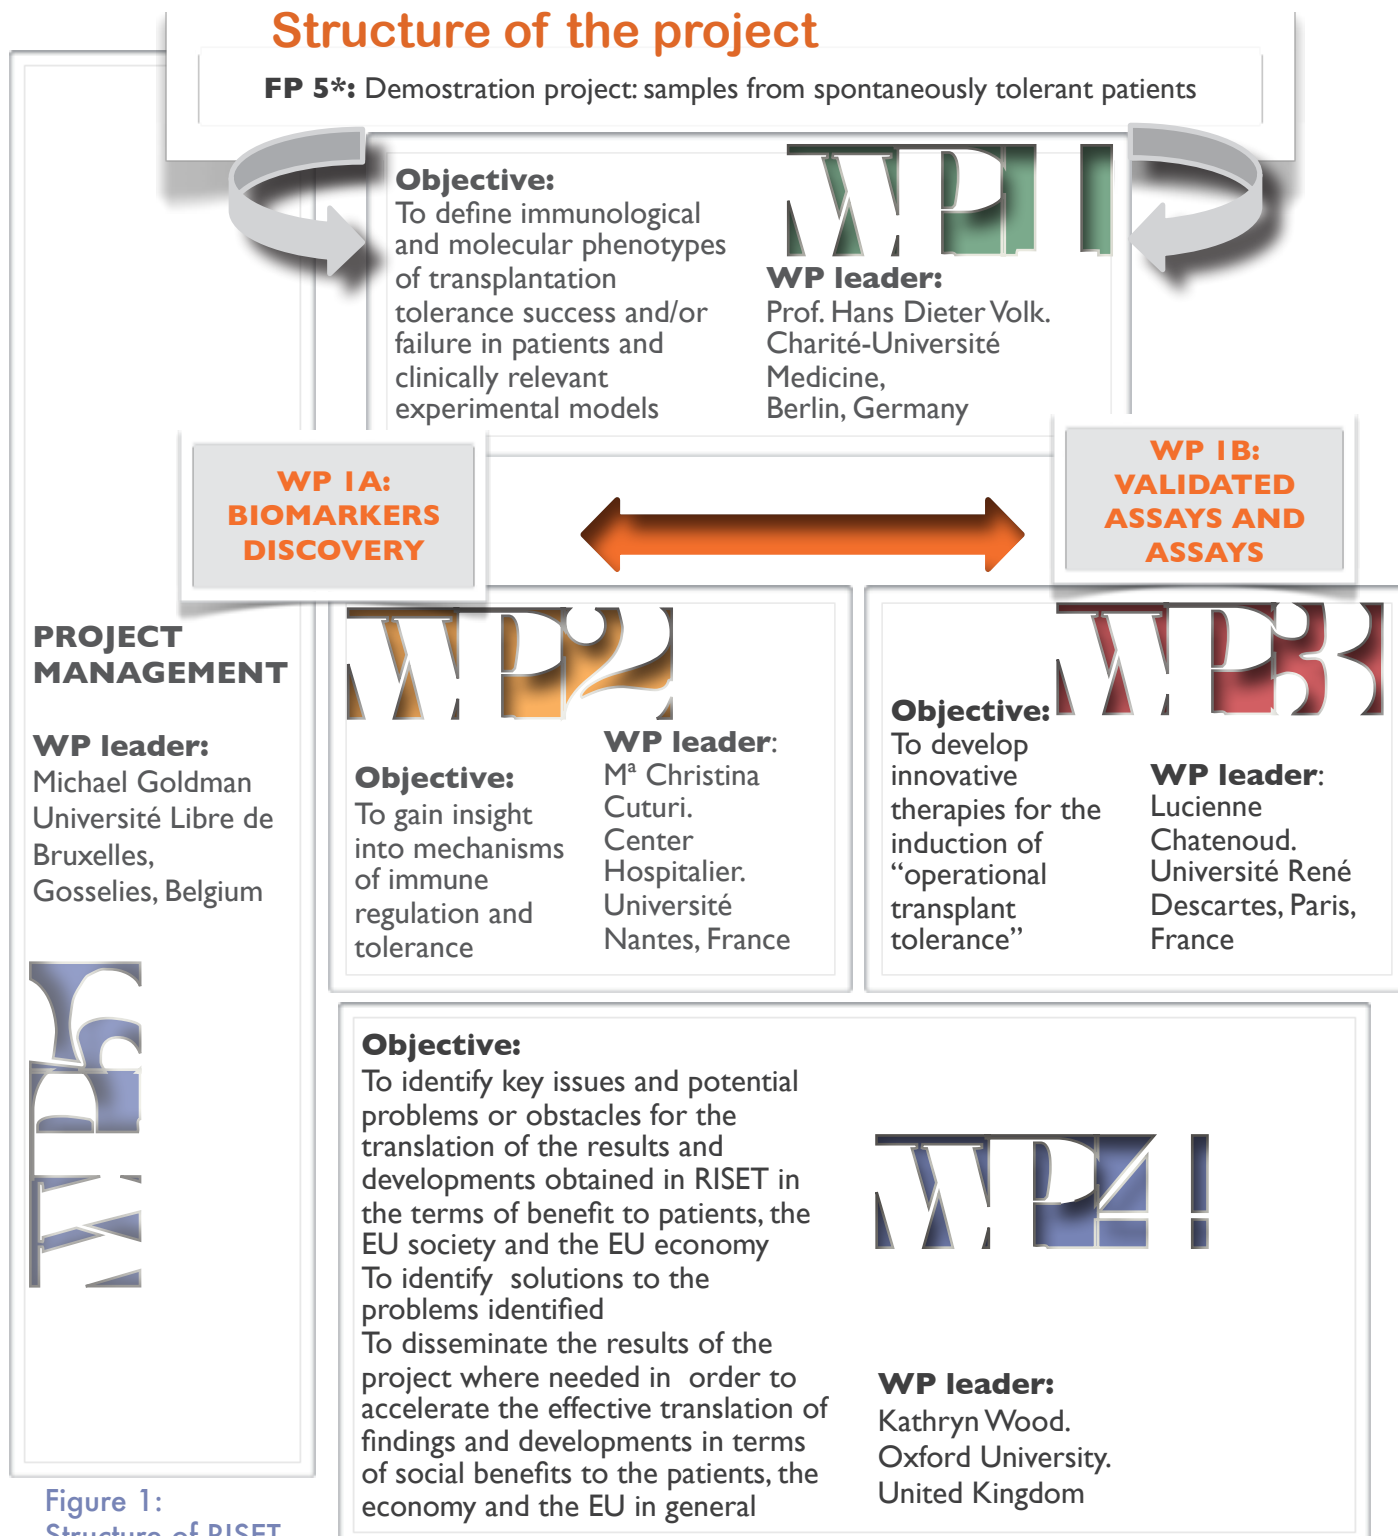 Structure of the project
FP 5*: Demostration project: samples from spontaneously tolerant patients
Objective:
To define immunological
and molecular phenotypes
of transplantation
tolerance success and/or
failure in patients and
clinically relevant
experimental models
WP1
WP leader:
Prof. Hans Dieter Volk.
Charité-Université
Medicine,
Berlin, Germany
WP 1A:
BIOMARKERS
DISCOVERY
WP 1B:
VALIDATED
ASSAYS AND
ASSAYS
PROJECT
MANAGEMENT
WP leader:
Michael Goldman
Université Libre de
Bruxelles,
Gosselies, Belgium
WP5
WP2
Objective:
To gain insight
into mechanisms
of immune
regulation and
tolerance
WP leader:
Mª Christina
Cuturi.
Center
Hospitalier.
Université
Nantes, France
WP3
Objective:
To develop
innovative
therapies for the
induction of
“operational
transplant
tolerance”
WP leader:
Lucienne
Chatenoud.
Université René
Descartes, Paris,
France
Objective:
To identify key issues and potential
problems or obstacles for the
translation of the results and
developments obtained in RISET in
the terms of benefit to patients, the
EU society and the EU economy
To identify  solutions to the
problems identified
To disseminate the results of the
project where needed in  order to
accelerate the effective translation of
findings and developments in terms
of social benefits to the patients, the
economy and the EU in general
WP4
WP leader:
Kathryn Wood.
Oxford University.
United Kingdom
Figure 1:
Structure of RISET